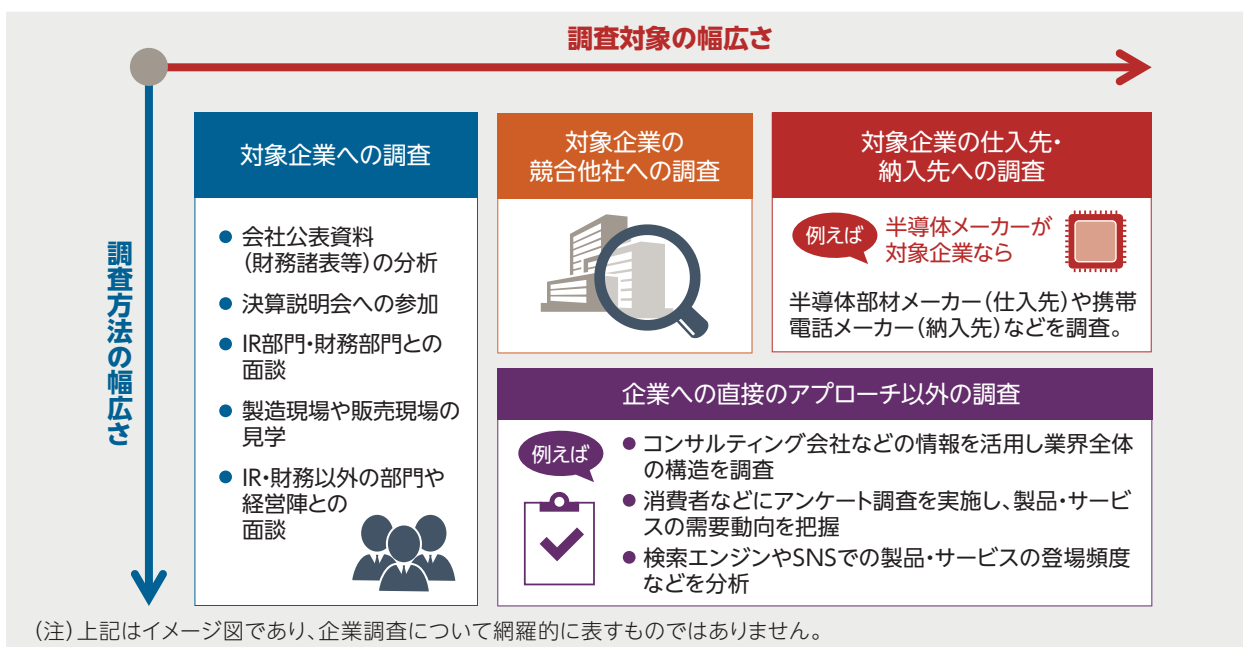 調査対象の幅広さ
調査方法の幅広さ
対象企業への調査
● 会社公表資料
（財務諸表等）の分析
● 決算説明会への参加
● IR部門・財務部門との
面談
● 製造現場や販売現場の
見学
● IR・財務以外の部門や
経営陣との
面談
対象企業の
競合他社への調査
対象企業の仕入先・
納入先への調査
例えば
半導体メーカーが
対象企業なら
半導体部材メーカー（仕入先）や携帯
電話メーカー（納入先）などを調査。
企業への直接のアプローチ以外の調査
例えば
● コンサルティング会社などの情報を活用し業界全体
の構造を調査
● 消費者などにアンケート調査を実施し、製品・サービ
スの需要動向を把握
● 検索エンジンやSNSでの製品・サービスの登場頻度
などを分析
（注）上記はイメージ図であり、企業調査について網羅的に表すものではありません。